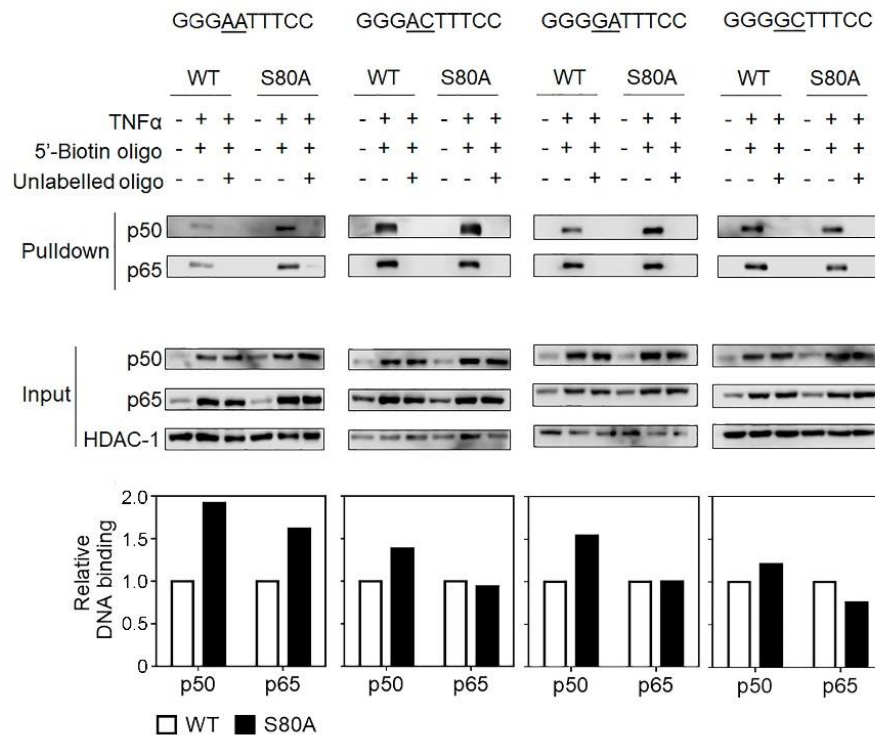 GGGAATTTCC GGGACTTTCC GGGGATTTCC GGGGCTTTCC
WT S80A WT S80A WT S80A WT S80A
TNFα - + + - + + - + + - + + - + + - + + - + + - + +
5'-Biotin oligo - + + - + + - + + - + + - + + - + + - + + - + +
Unlabelled oligo - - + - - + - - + - - + - - + - - + - - + - - +
Pulldown
p50
p65
Input
p50
p65
HDAC-1
Relative
DNA binding
2.0
1.5
1.0
0.5
0
p50 p65 p50 p65 p50 p65 p50 p65
WT S80A